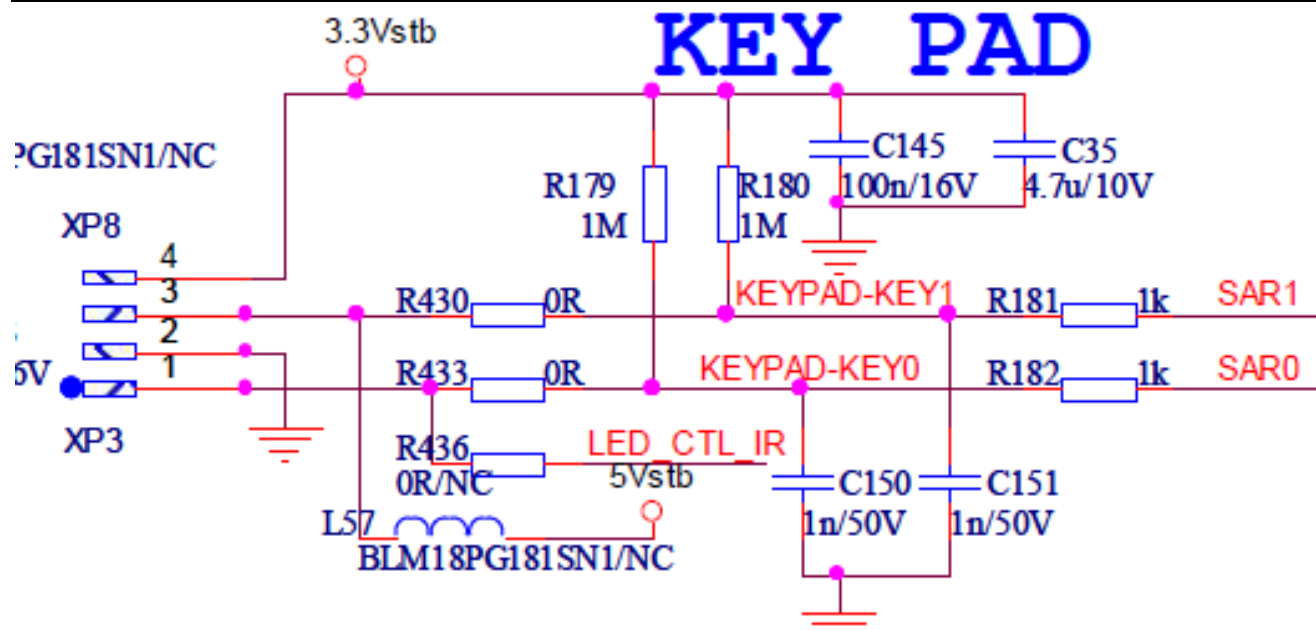 3.3Vstb
KEY PAD
PG181SN1/NC
C145
C35
R179
R180
100n/16V
4.7u/10V
1M
1M
XP8
4
3
R430
0R
KEYPAD-KEY1
R181
1k
SAR1
2
1
6V
R433
0R
KEYPAD-KEY0
R182
1k
SAR0
XP3
R436
LED_CTL_IR
0R/NC
5Vstb
C150
C151
L57
1n/50V
1n/50V
BLM18PG181SN1/NC